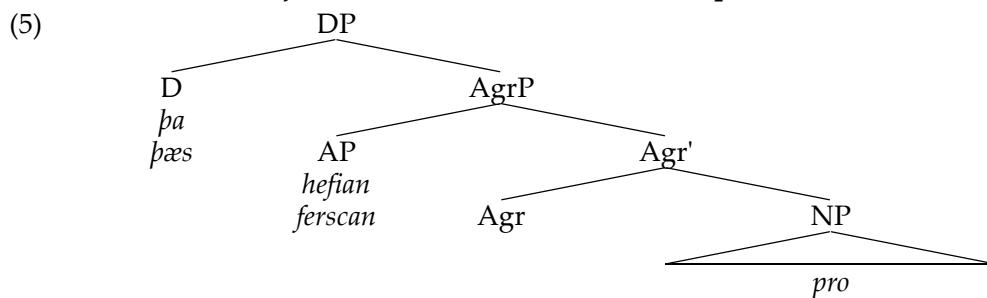 (5) DP
D AgrP
þa
þæs AP Agr'
hefian
ferscan Agr NP
pro